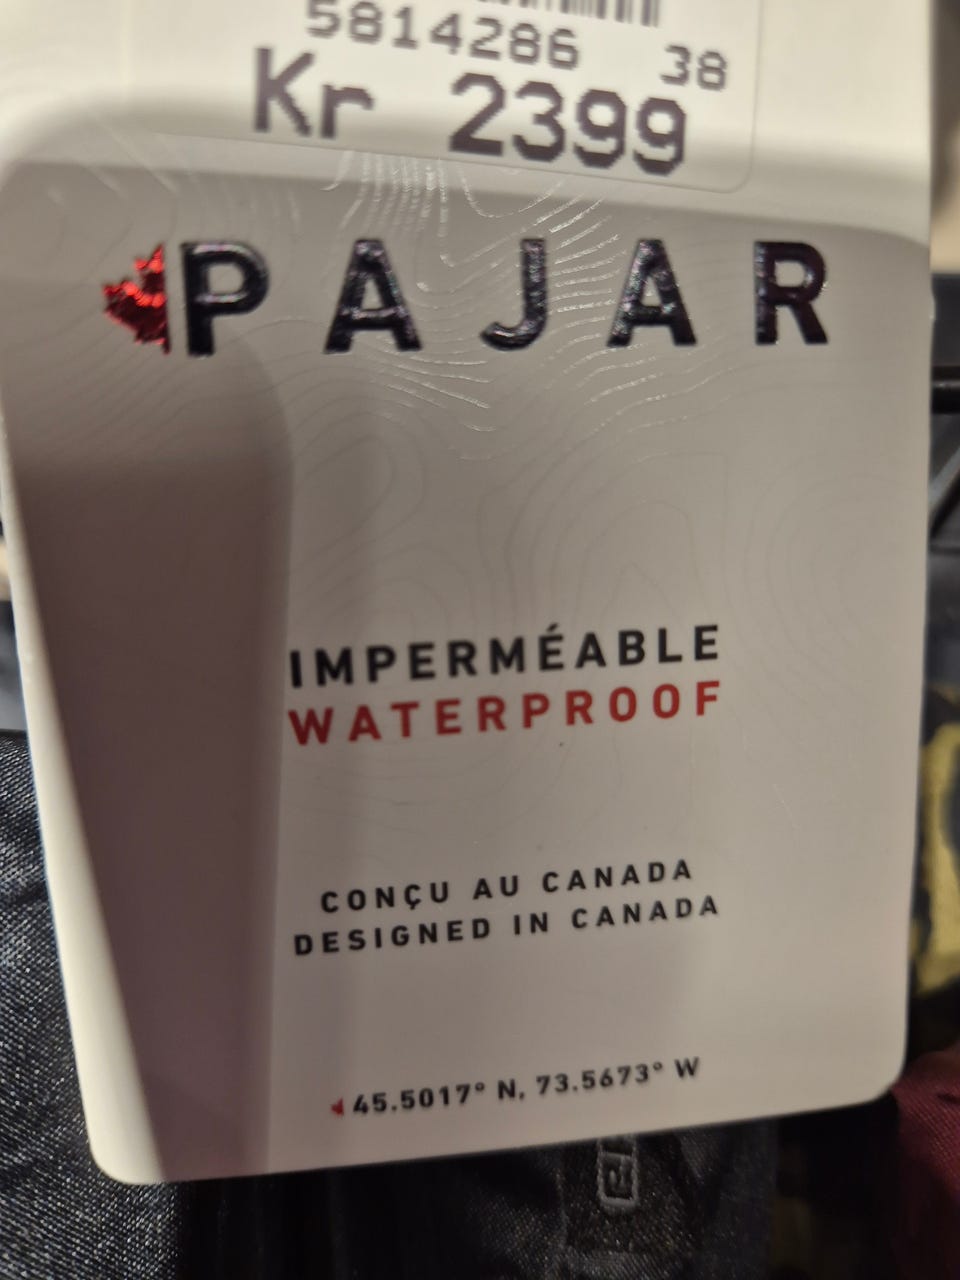 5814286 38
Kr 2399
PAJAR
IMPERMÉABLE
WATERPROOF
CONÇU AU CANADA
DESIGNED IN CANADA
45.5017° N, 73.5673° W